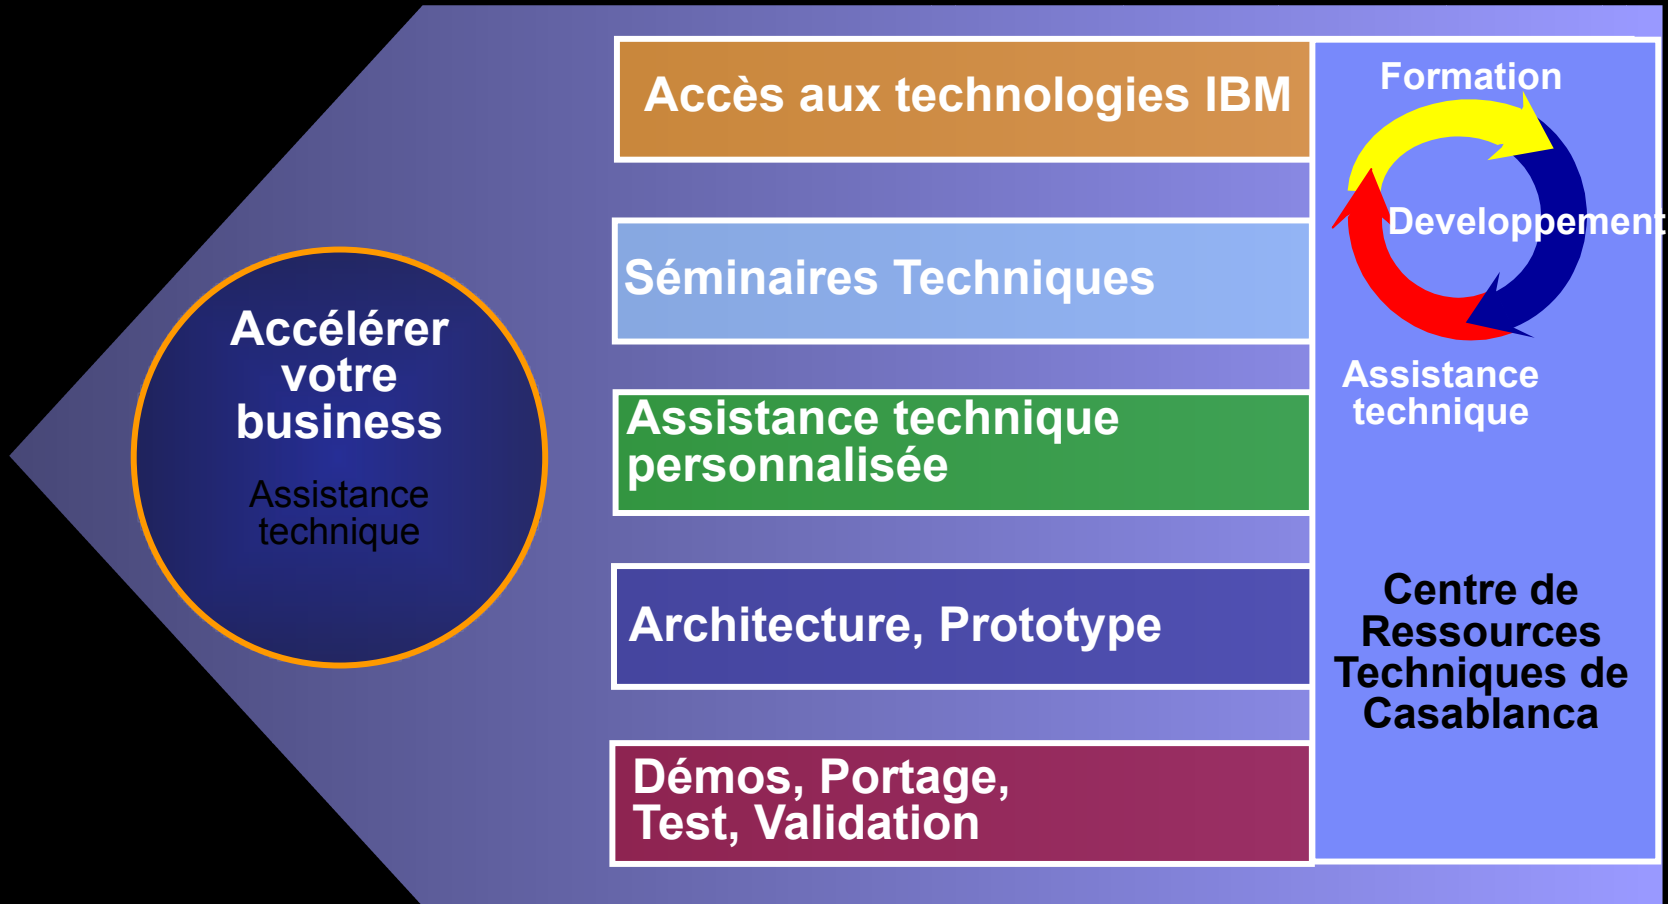 Accélérer
votre
business
Assistance
technique
Accès aux technologies IBM
Séminaires Techniques
Assistance technique
personnalisée
Architecture, Prototype
Démos, Portage,
Test, Validation
Formation
Developpement
Assistance
technique
Centre de
Ressources
Techniques de
Casablanca